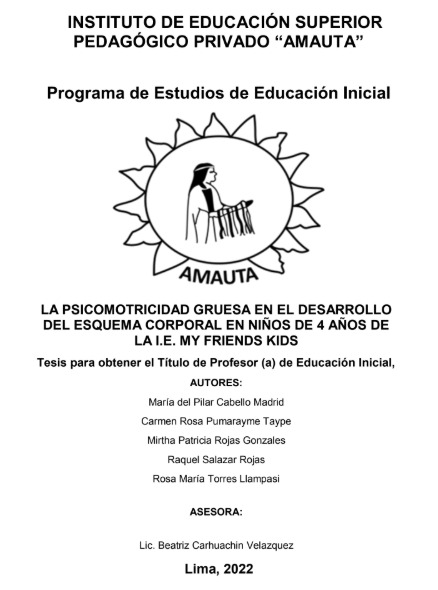 INSTITUTO DE EDUCACIÓN SUPERIOR
PEDAGÓGICO PRIVADO “AMAUTA”
Programa de Estudios de Educación Inicial
AMAUTA
LA PSICOMOTRICIDAD GRUESA EN EL DESARROLLO
DEL ESQUEMA CORPORAL EN NIÑOS DE 4 AÑOS DE
LA I.E. MY FRIENDS KIDS
Tesis para obtener el Título de Profesor (a) de Educación Inicial,
AUTORES:
María del Pilar Cabello Madrid
Carmen Rosa Pumarayme Taype
Mirtha Patricia Rojas Gonzales
Raquel Salazar Rojas
Rosa María Torres Llampasi
ASESORA:
Lic. Beatriz Carhuachin Velazquez
Lima, 2022